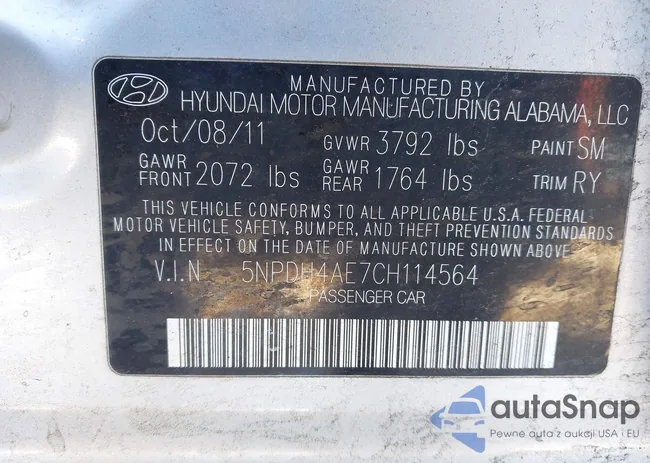 MANUFACTURED BY
HYUNDAI MOTOR MANUFACTURING ALABAMA, LLC
Oct/08/11 GVWR 3792 lbs PAINT SM
GAWR FRONT 2072 lbs GAWR REAR 1764 lbs TRIM RY
THIS VEHICLE CONFORMS TO ALL APPLICABLE U.S.A. FEDERAL
MOTOR VEHICLE SAFETY, BUMPER, AND THEFT PREVENTION STANDARDS
IN EFFECT ON THE DATE OF MANUFACTURE SHOWN ABOVE.
V.I.N 5NPDH4AE7CH114564
PASSENGER CAR
autaSnap
Pewne auta z aukcji USA i EU